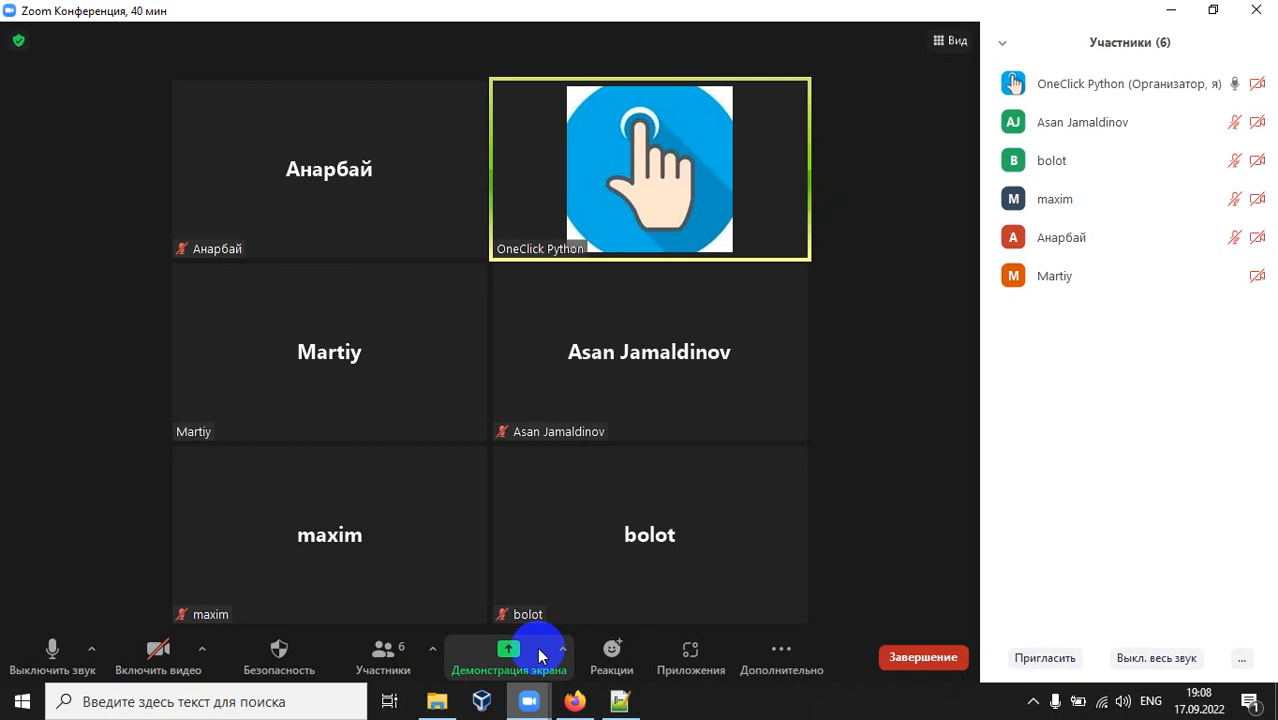 Zoom Конференция, 40 мин
Вид
Участники (6)
OneClick Python (Организатор, я)
AJ Asan Jamaldinov
B bolot
M maxim
А Анарбай
M Martiy
Анарбай
Анарбай
OneClick Python
Martiy
Asan Jamaldinov
Martiy
Asan Jamaldinov
maxim
bolot
maxim
bolot
6
Выключить звук
Включить видео
Безопасность
Участники
Демонстрация экрана
Реакции
Приложения
Дополнительно
Завершение
Пригласить
Выкл. весь звук
...
Введите здесь текст для поиска
ENG
19:08
17.09.2022
1